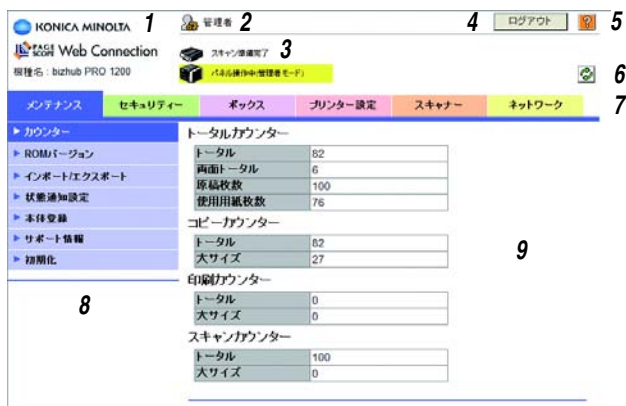 KONICA MINOLTA 1 管理者 2 4 ログアウト ? 5
PAGE SCOPE Web Connection スキャン準備完了 3
機種名 : bizhub PRO 1200 パネル操作中(管理者モード) 6
メンテナンス セキュリティー ボックス プリンター設定 スキャナー ネットワーク 7
カウンター
ROMバージョン
インポート/エクスポート
状態通知設定
本体登録
サポート情報
初期化
8
トータルカウンター
トータル 82
両面トータル 6
原稿枚数 100
使用用紙枚数 76
コピーカウンター
トータル 82
大サイズ 27
9
印刷カウンター
トータル 0
大サイズ 0
スキャンカウンター
トータル 100
大サイズ 0